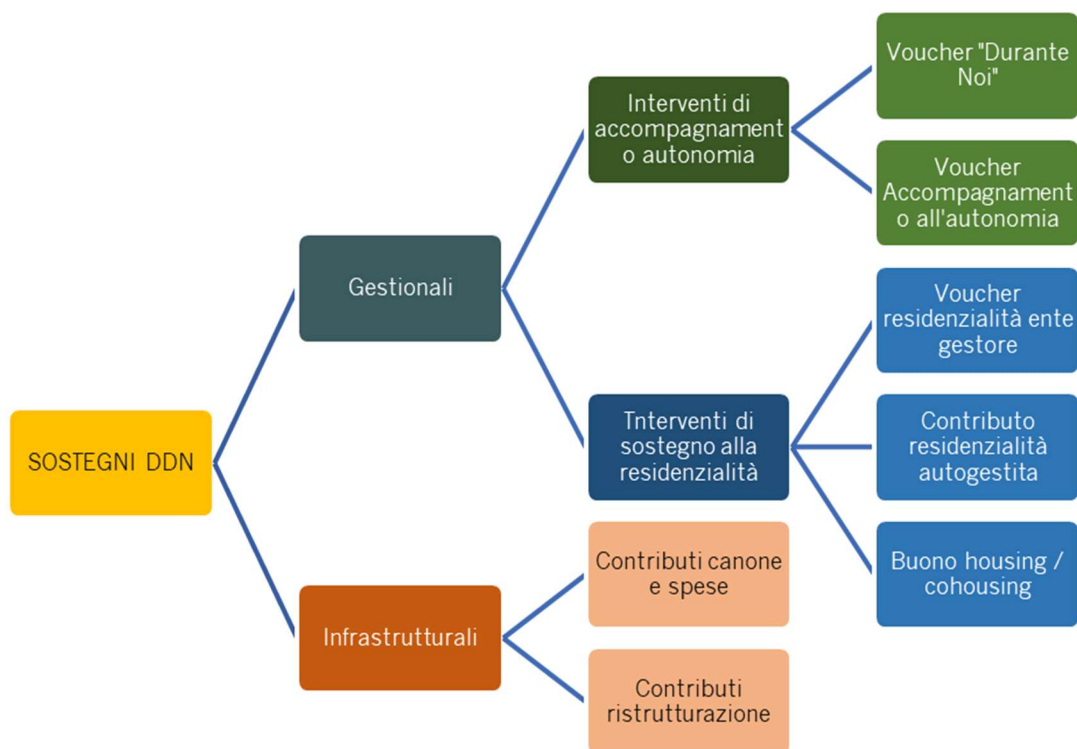 SOSTEGNI DDN
Gestionali
Interventi di
accompagnament
o autonomia
Voucher "Durante
Noi"
Voucher
Accompagnament
o all'autonomia
Tnterventi di
sostegno alla
residenzialità
Voucher
residenzialità ente
gestore
Contributo
residenzialità
autogestita
Buono housing /
cohousing
Infrastrutturali
Contributi canone
e spese
Contributi
ristrutturazione